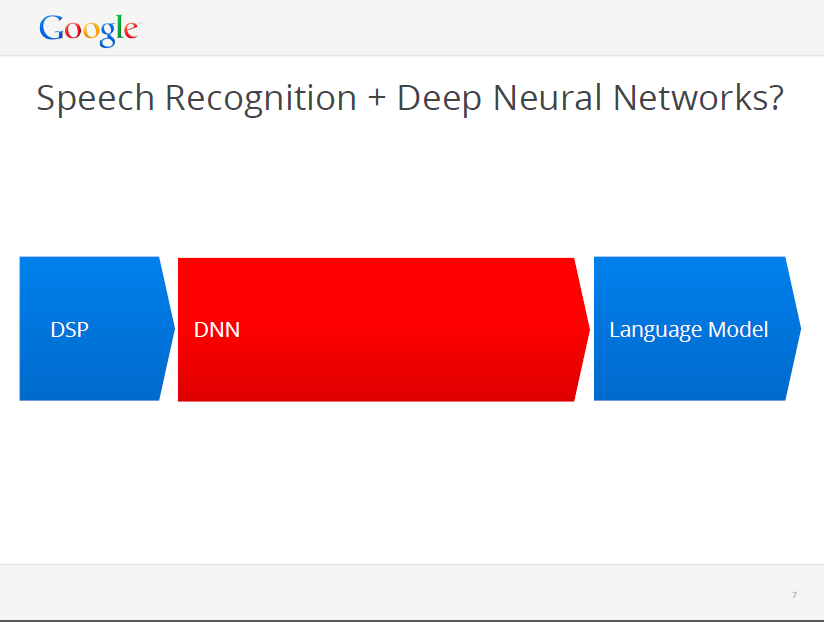 Google
Speech Recognition + Deep Neural Networks?
DSP
DNN
Language Model
7